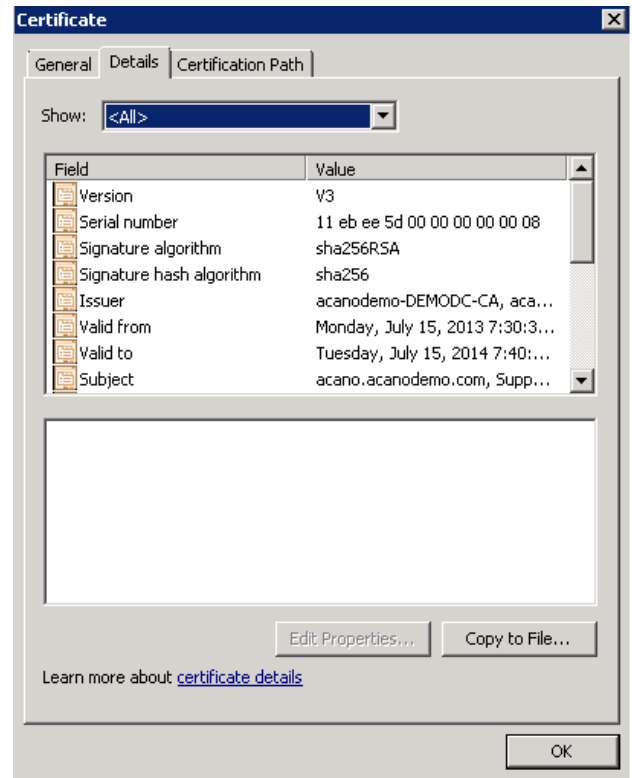 Certificate
General Details Certification Path
Show: <All>
Field Value
Version V3
Serial number 11 eb ee 5d 00 00 00 00 00 08
Signature algorithm sha256RSA
Signature hash algorithm sha256
Issuer acanodemo-DEMODC-CA, aca...
Valid from Monday, July 15, 2013 7:30:3...
Valid to Tuesday, July 15, 2014 7:40:...
Subject acano.acanodemo.com, Supp...
Edit Properties... Copy to File...
Learn more about certificate details
OK